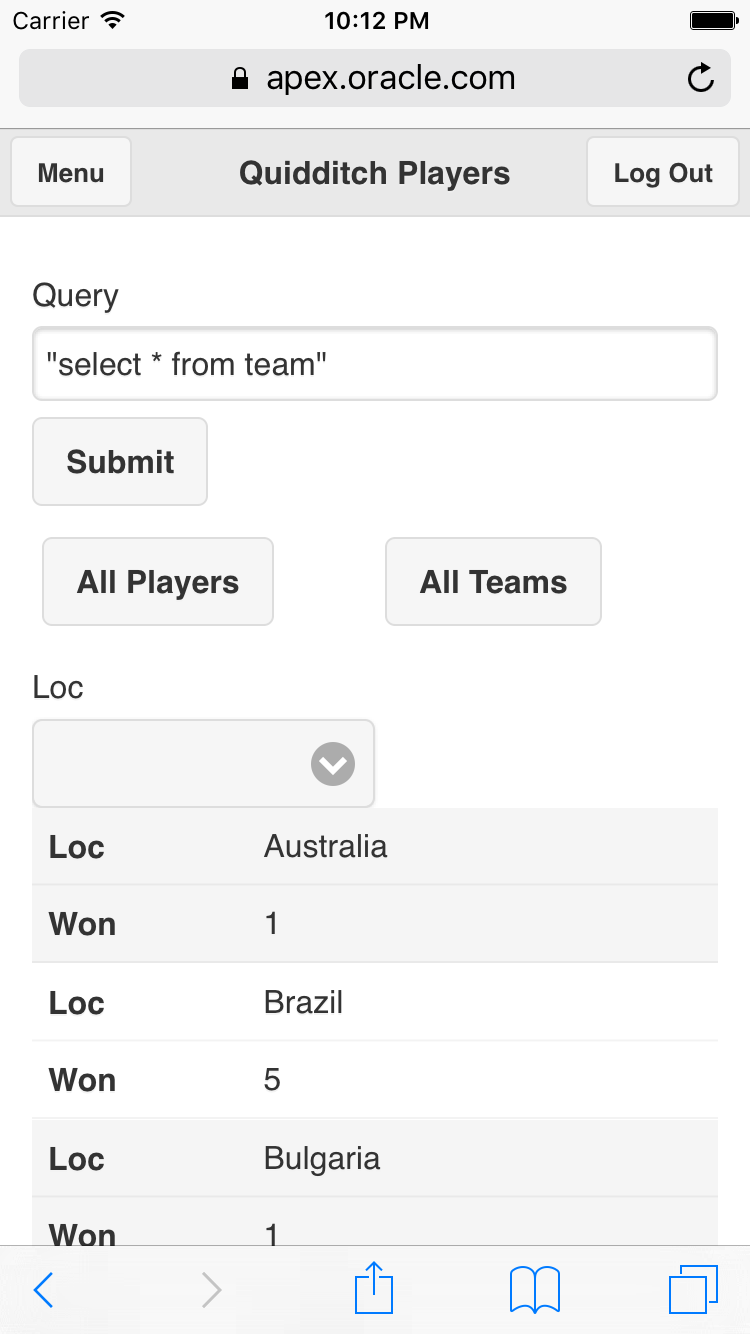 Carrier 10:12 PM
apex.oracle.com
Menu Quidditch Players Log Out
Query
"select * from team"
Submit
All Players All Teams
Loc
Loc Australia
Won 1
Loc Brazil
Won 5
Loc Bulgaria
Won 1